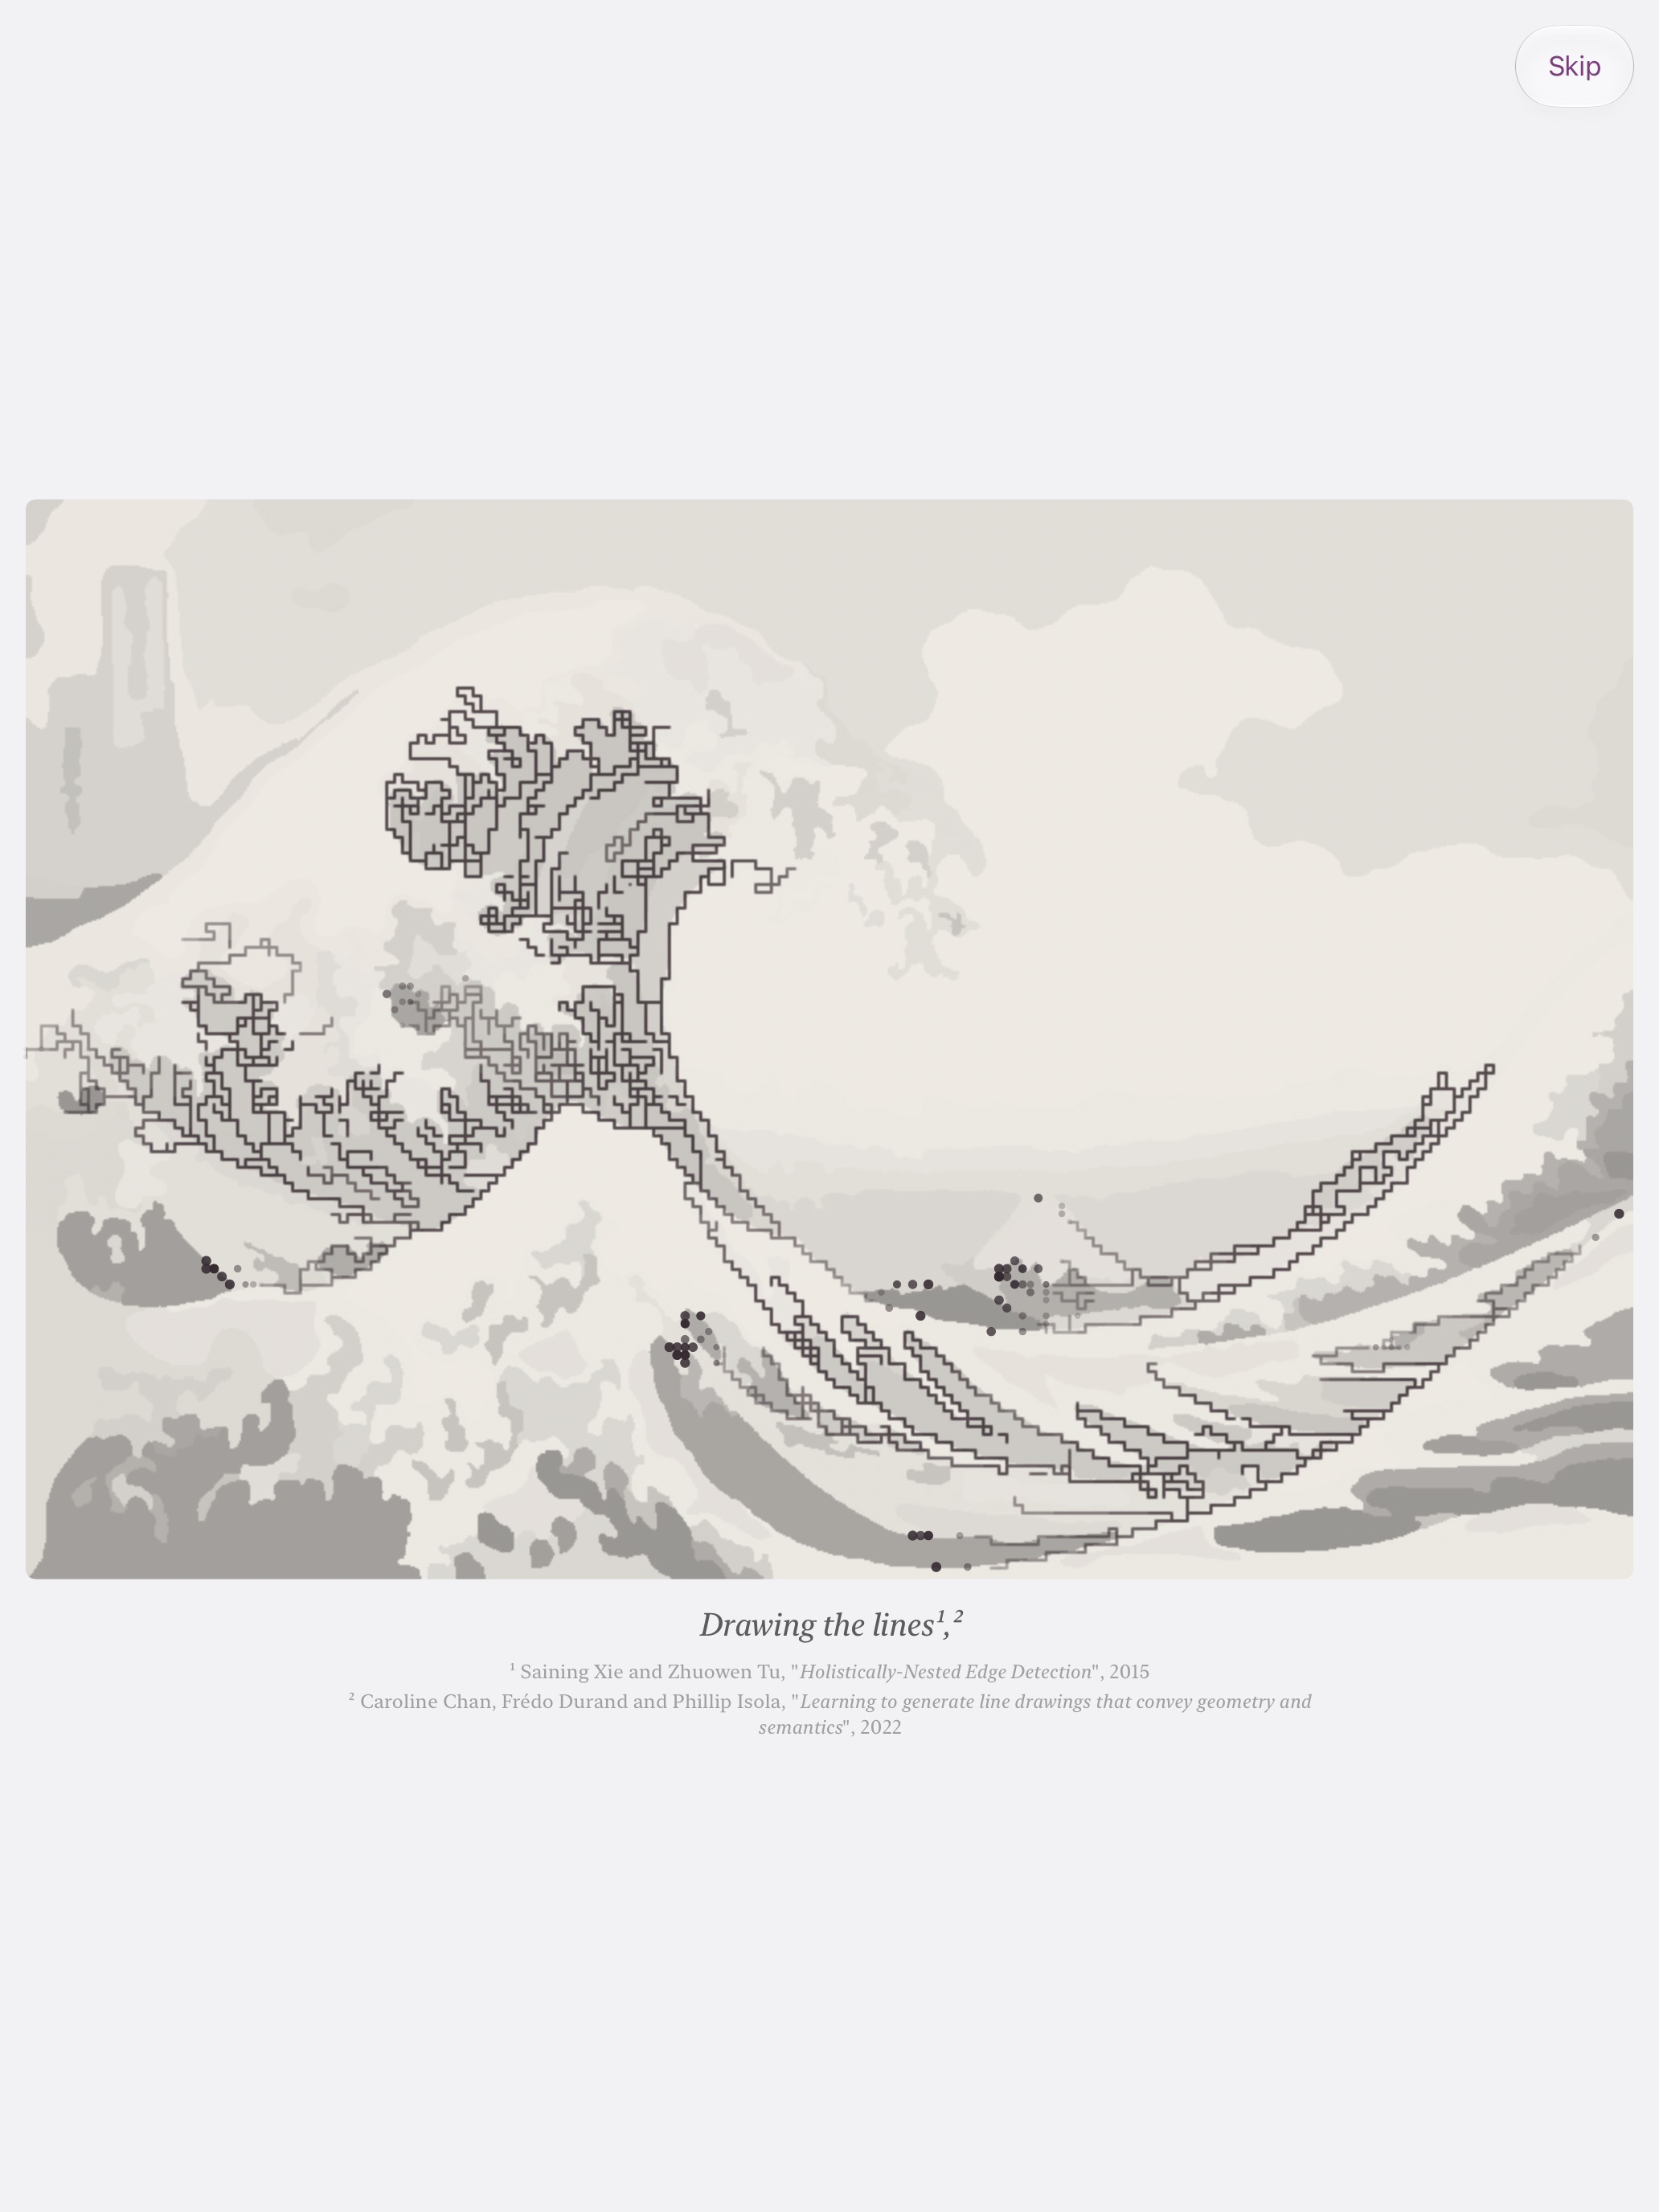 Skip
Drawing the lines¹,²
¹ Saining Xie and Zhuowen Tu, "Holistically-Nested Edge Detection", 2015
² Caroline Chan, Frédo Durand and Phillip Isola, "Learning to generate line drawings that convey geometry and
semantics", 2022